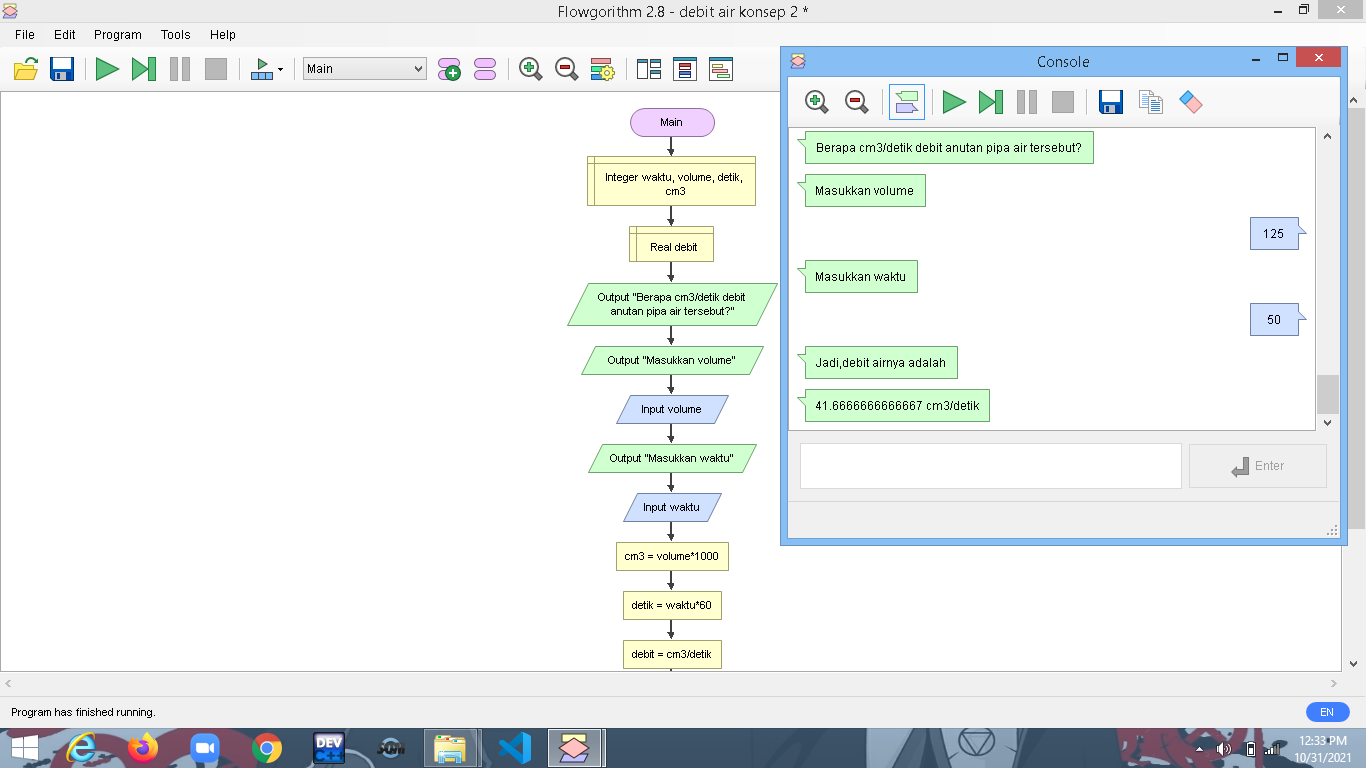 Flowgorithm 2.8 - debit air konsep 2 *
File Edit Program Tools Help
Main
Main
Integer waktu, volume, detik,
cm3
Real debit
Output "Berapa cm3/detik debit
anutan pipa air tersebut?"
Output "Masukkan volume"
Input volume
Output "Masukkan waktu"
Input waktu
cm3 = volume*1000
detik = waktu*60
debit = cm3/detik
Console
Berapa cm3/detik debit anutan pipa air tersebut?
Masukkan volume
125
Masukkan waktu
50
Jadi,debit airnya adalah
41.6666666666667 cm3/detik
Enter
Program has finished running.
EN
DEV
C++
12:33 PM
10/31/2021